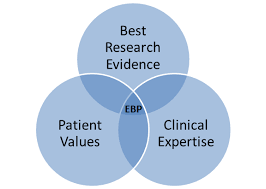 Best
Research
Evidence
EBP
Patient
Values
Clinical
Expertise